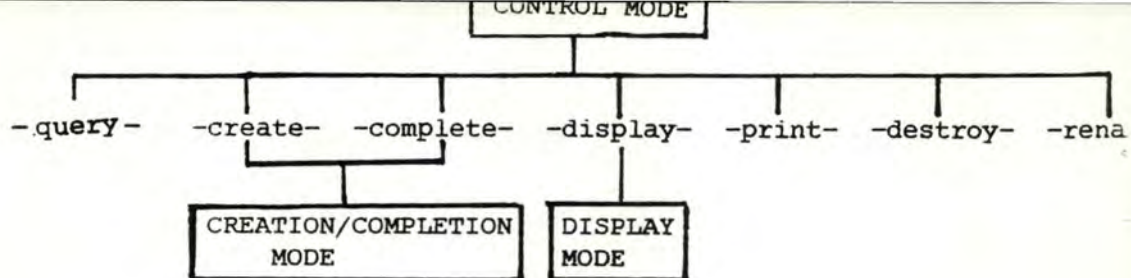 CONTROL MODE
-query- -create- -complete- -display- -print- -destroy- -rena
CREATION/COMPLETION DISPLAY
MODE MODE